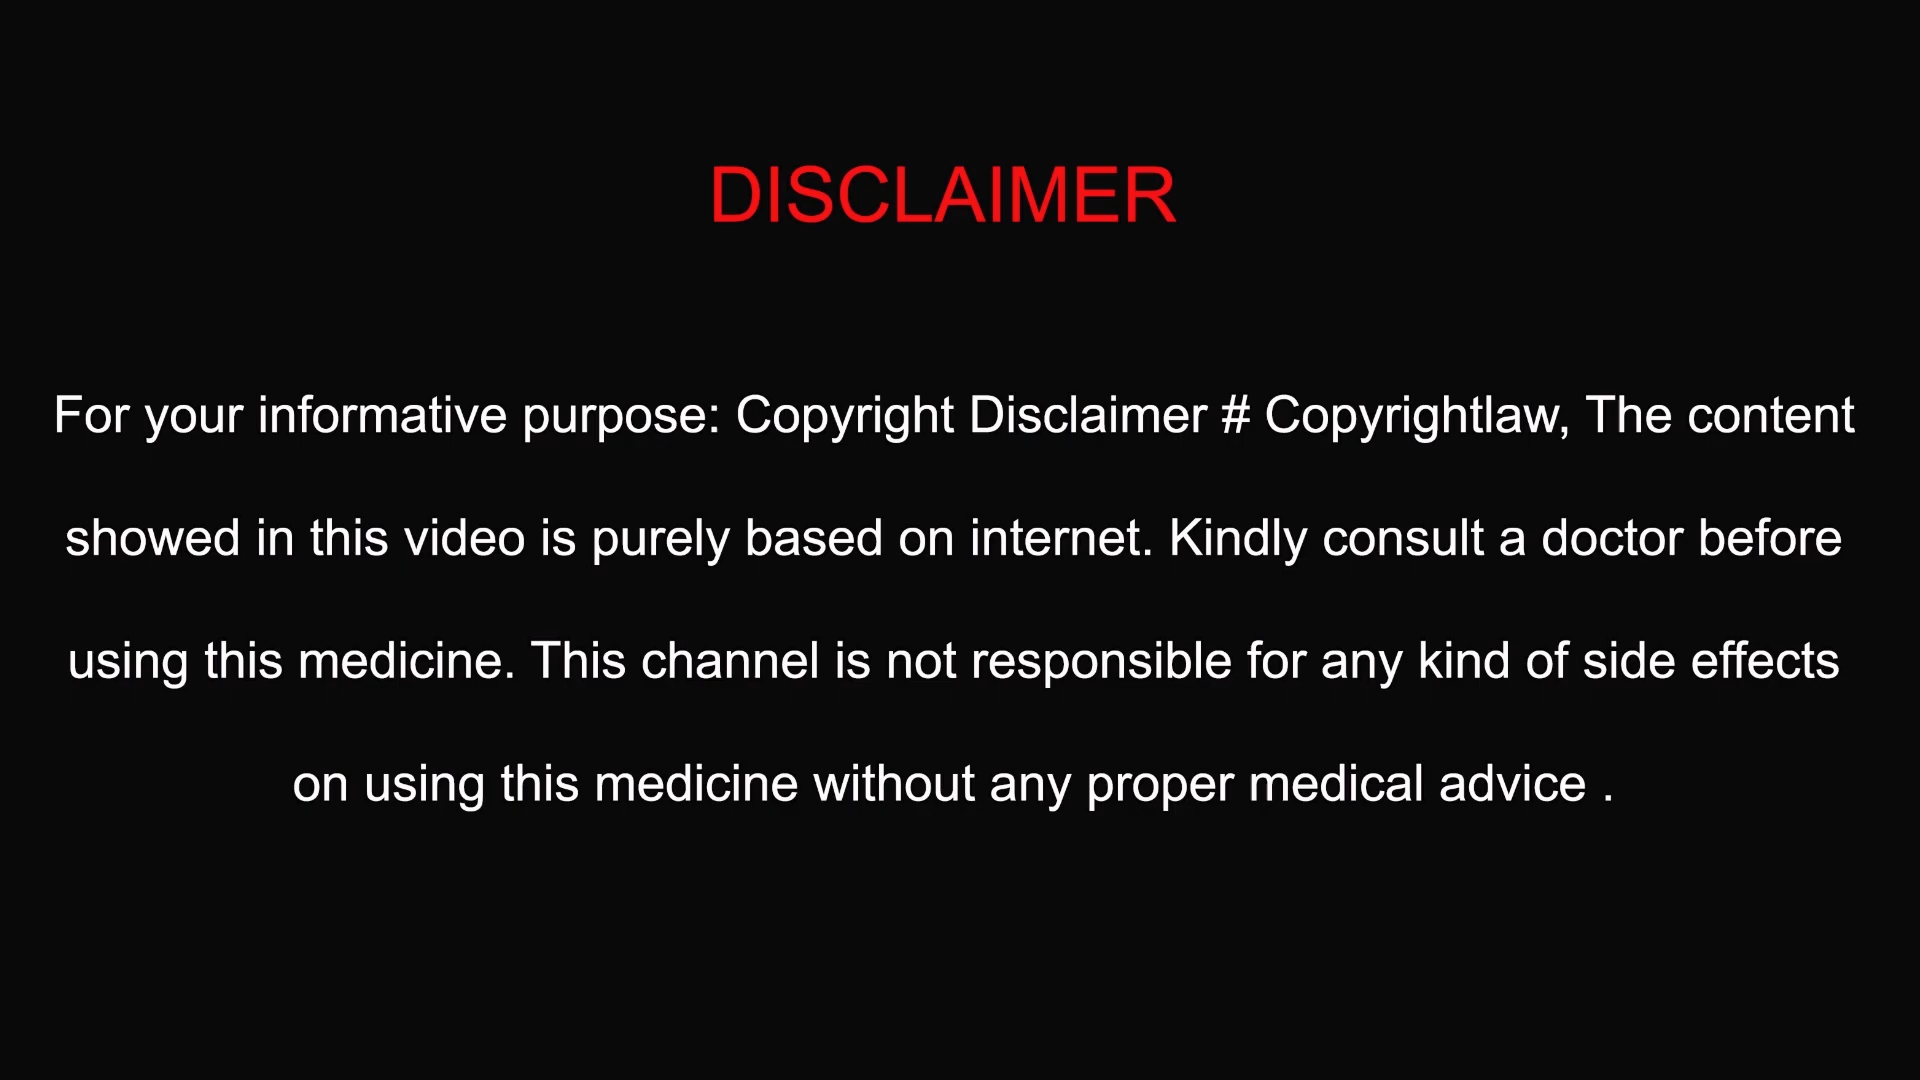 DISCLAIMER
For your informative purpose: Copyright Disclaimer # Copyrightlaw, The content
showed in this video is purely based on internet. Kindly consult a doctor before
using this medicine. This channel is not responsible for any kind of side effects
on using this medicine without any proper medical advice .